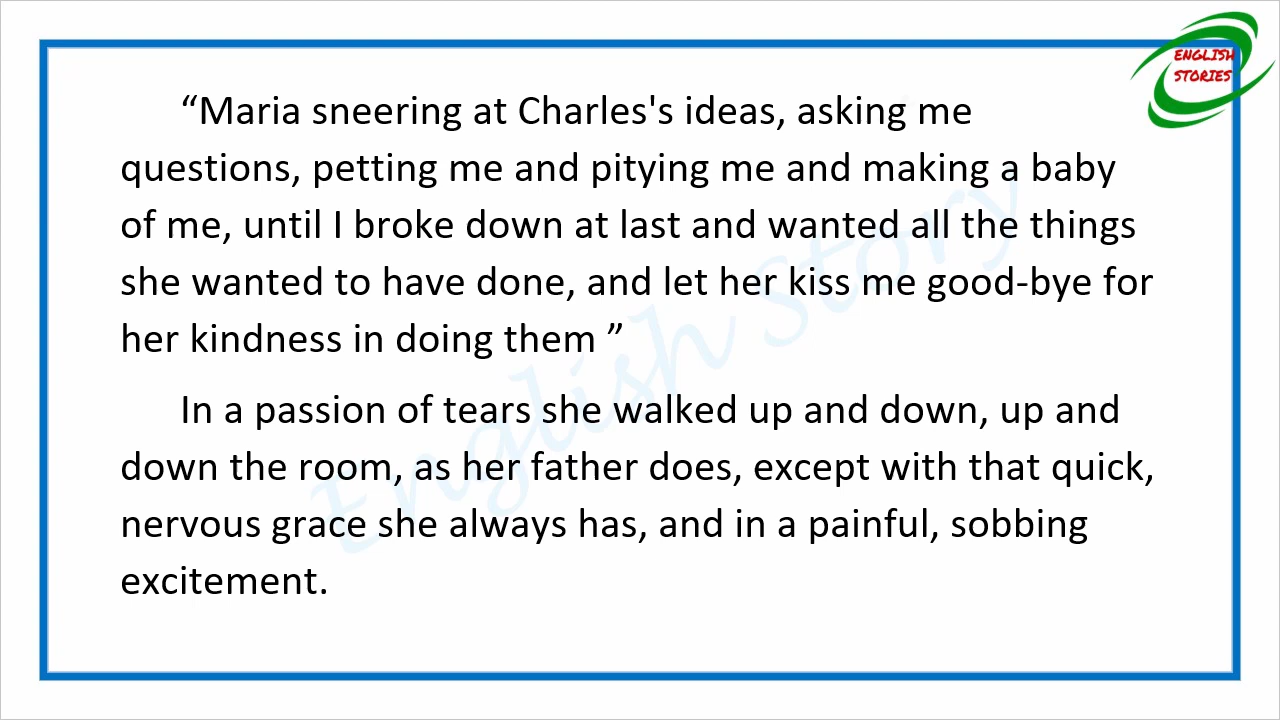 ENGLISH
STORIES
“Maria sneering at Charles's ideas, asking me
questions, petting me and pitying me and making a baby
of me, until I broke down at last and wanted all the things
she wanted to have done, and let her kiss me good-bye for
her kindness in doing them ”
In a passion of tears she walked up and down, up and
down the room, as her father does, except with that quick,
nervous grace she always has, and in a painful, sobbing
excitement.
English Story